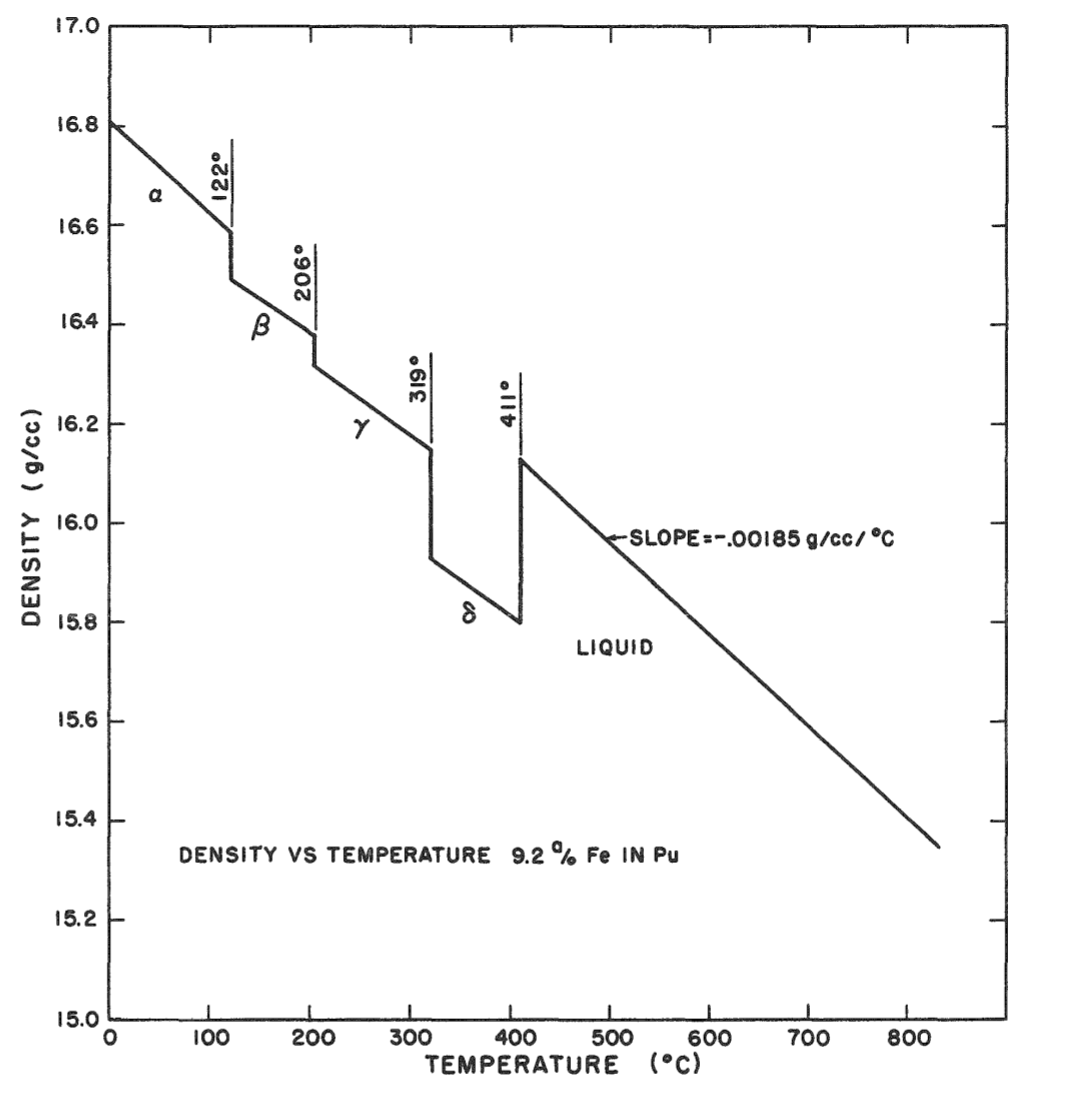 17.0
16.8
16.6
16.4
16.2
16.0
15.8
15.6
15.4
15.2
15.0
DENSITY (g/cc)
α
122°
β
206°
γ
319°
δ
411°
SLOPE=-.00185 g/cc/°C
LIQUID
DENSITY VS TEMPERATURE 9.2 a/o Fe IN Pu
0 100 200 300 400 500 600 700 800
TEMPERATURE (°C)